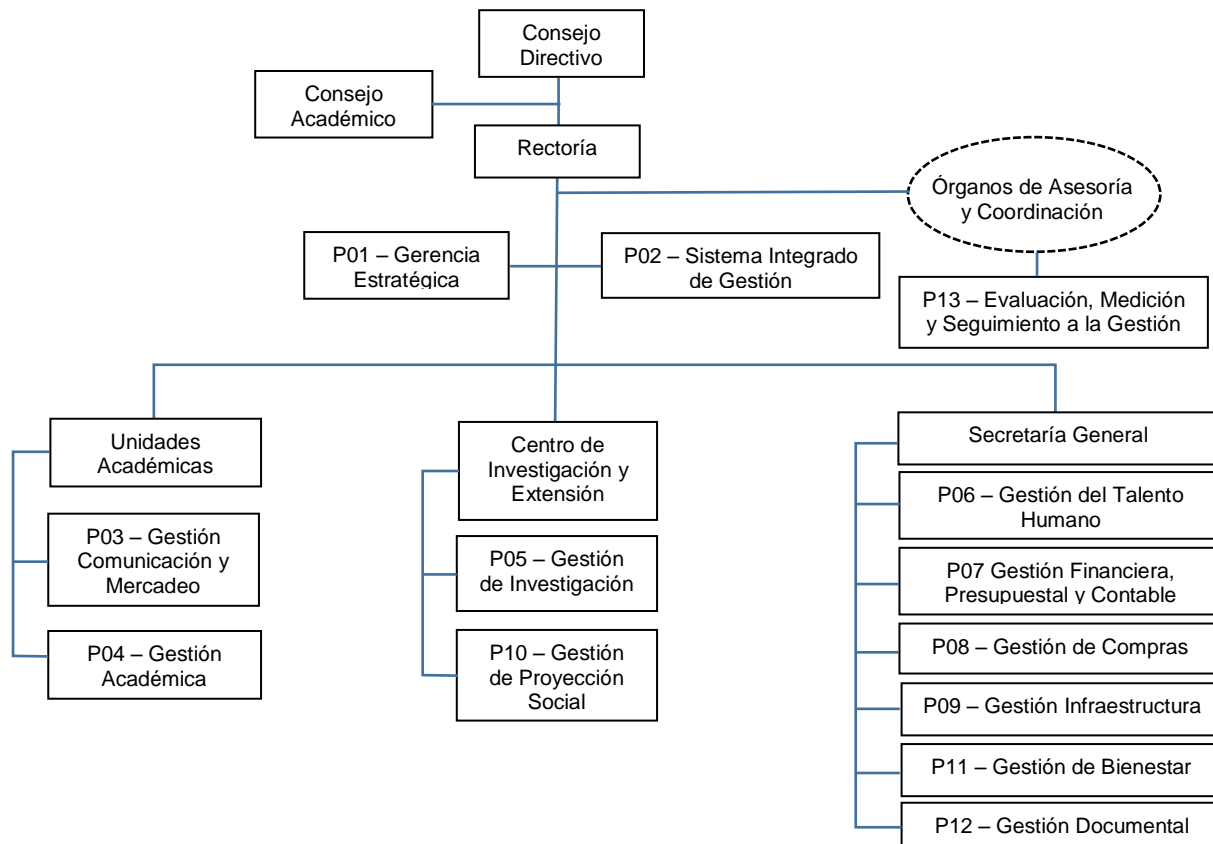 Consejo
Directivo
Consejo
Académico
Rectoría
Órganos de Asesoría
y Coordinación
P01 – Gerencia
Estratégica
P02 – Sistema Integrado
de Gestión
P13 – Evaluación, Medición
y Seguimiento a la Gestión
Unidades
Académicas
P03 – Gestión
Comunicación y
Mercadeo
P04 – Gestión
Académica
Centro de
Investigación y
Extensión
P05 – Gestión
de Investigación
P10 – Gestión
de Proyección
Social
Secretaría General
P06 – Gestión del Talento
Humano
P07 Gestión Financiera,
Presupuestal y Contable
P08 – Gestión de Compras
P09 – Gestión Infraestructura
P11 – Gestión de Bienestar
P12 – Gestión Documental